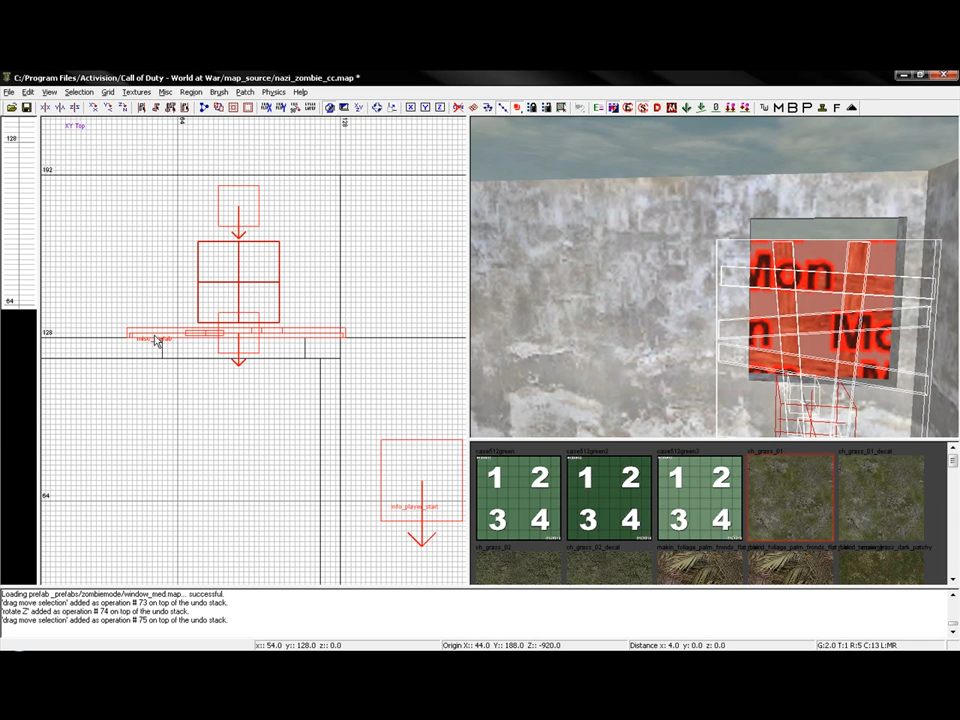 C:/Program Files/Activision/Call of Duty - World at War/map_source/nazi_zombie_cc.map *
File Edit View Selection Grid Textures Misc Region Brush Patch Physics Help
XY Top
64
128
128
192
64
128
64
info_player_start
Mon
Mo
case512green case512green2 case512green3 ch_grass_01 ch_grass_01_decal
1 2 1 2 1 2
3 4 3 4 3 4
ch_grass_02 ch_grass_02_decal
Loading prefab _prefabs/zombiemode/window_med.map... successful.
'drag move selection' added as operation # 73 on top of the undo stack.
'rotate Z' added as operation # 74 on top of the undo stack.
'drag move selection' added as operation # 75 on top of the undo stack.
x:: 54.0 y:: 128.0 z:: 0.0 Origin X:: 44.0 Y:: 188.0 Z:: -920.0 Distance x: 4.0 y: 0.0 z: 0.0 G:2.0 T:1 R:5 C:13 L:MR